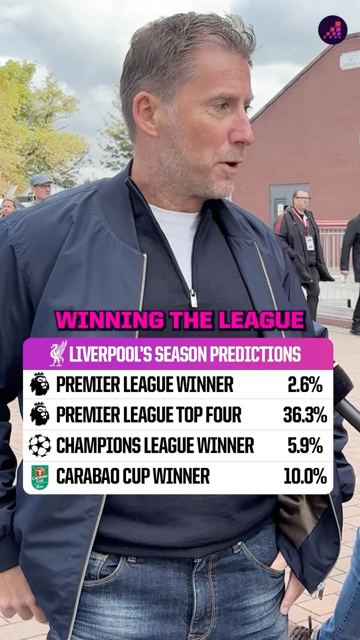 WINNING THE LEAGUE
LIVERPOOL'S SEASON PREDICTIONS
PREMIER LEAGUE WINNER 2.6%
PREMIER LEAGUE TOP FOUR 36.3%
CHAMPIONS LEAGUE WINNER 5.9%
CARABAO CUP WINNER 10.0%